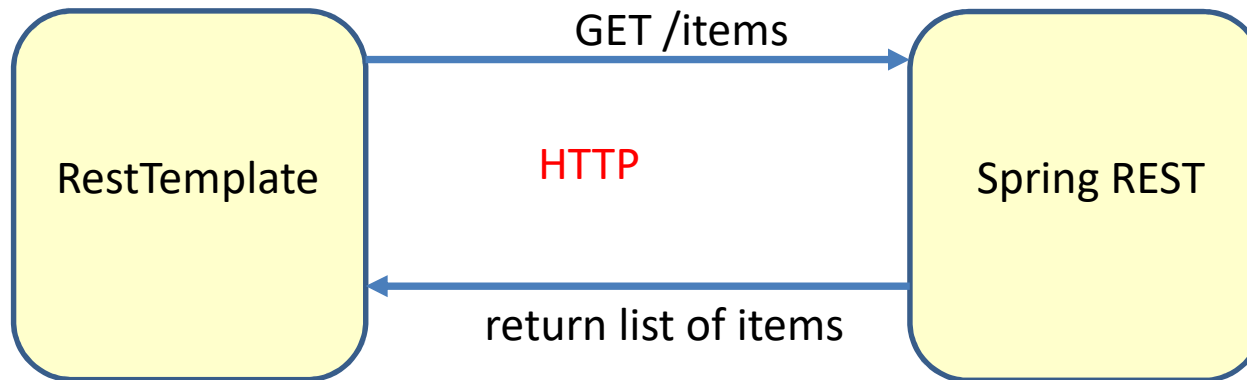 GET /items
RestTemplate
HTTP
Spring REST
return list of items